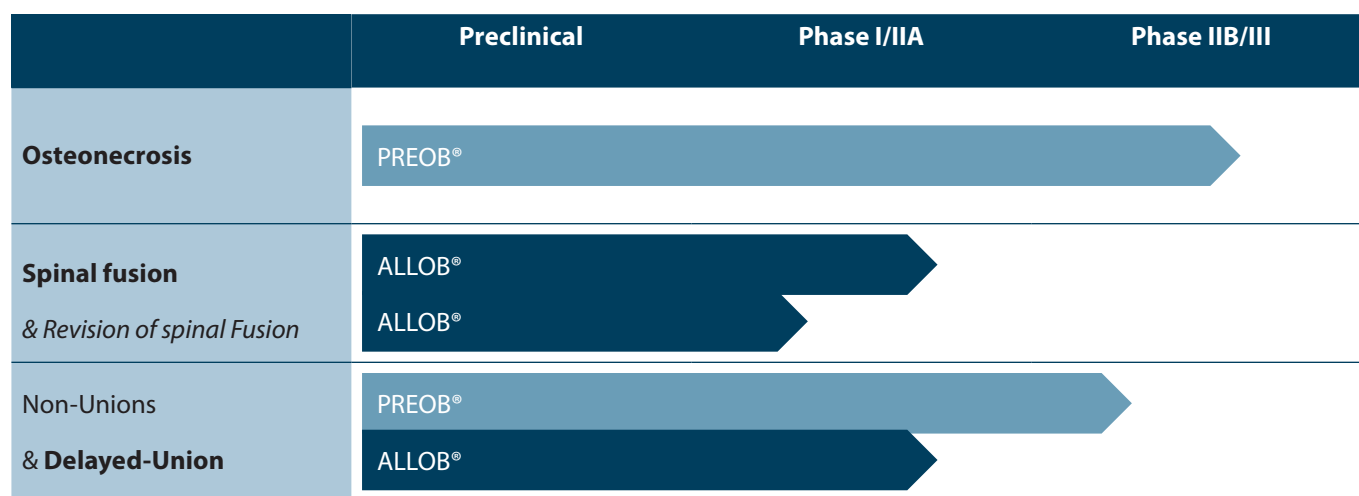 Preclinical Phase I/IIA Phase IIB/III
Osteonecrosis PREOB®
Spinal fusion ALLOB®
& Revision of spinal Fusion ALLOB®
Non-Unions PREOB®
& Delayed-Union ALLOB®